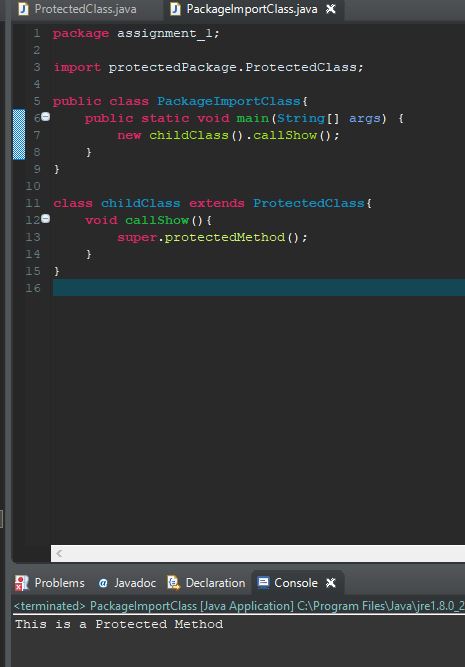 ProtectedClass.java PackageImportClass.java
1 package assignment_1;
2
3 import protectedPackage.ProtectedClass;
4
5 public class PackageImportClass{
6 public static void main(String[] args) {
7 new childClass().callShow();
8 }
9 }
10
11 class childClass extends ProtectedClass{
12 void callShow(){
13 super.protectedMethod();
14 }
15 }
16
Problems @ Javadoc Declaration Console
<terminated> PackageImportClass [Java Application] C:\Program Files\Java\jre1.8.0_2
This is a Protected Method